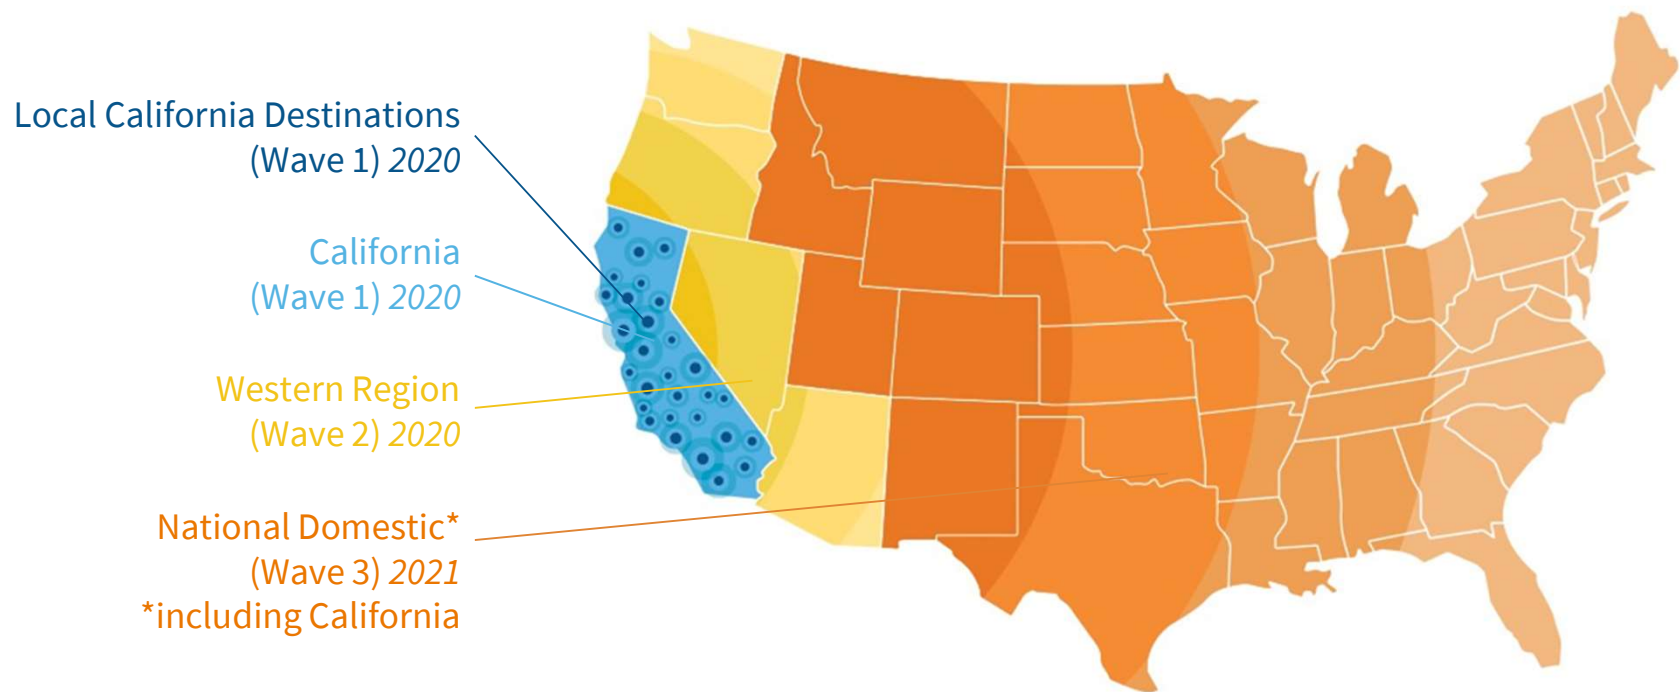 Local California Destinations
(Wave 1) 2020
California
(Wave 1) 2020
Western Region
(Wave 2) 2020
National Domestic*
(Wave 3) 2021
*including California